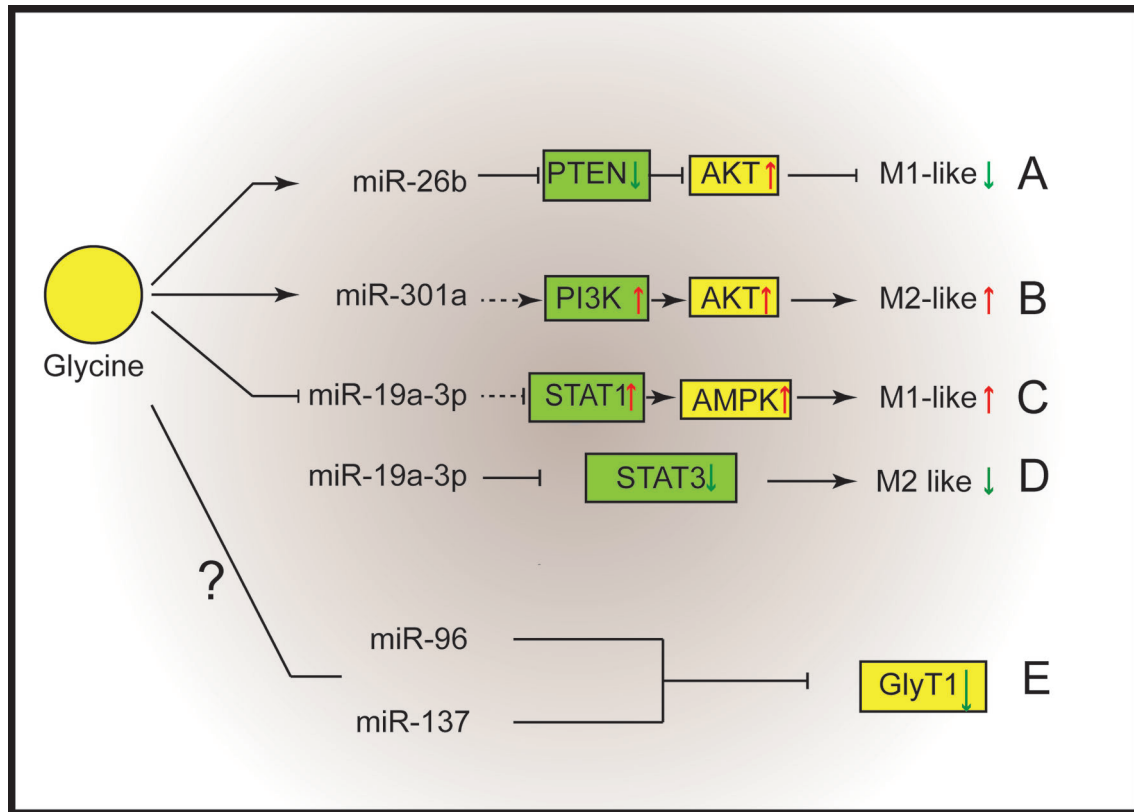 miR-26b PTEN↓ AKT↑ M1-like↓ A
miR-301a PI3K↑ AKT↑ M2-like↑ B
Glycine
miR-19a-3p STAT1↑ AMPK↑ M1-like↑ C
miR-19a-3p STAT3↓ M2 like↓ D
?
miR-96
GlyT1↓ E
miR-137